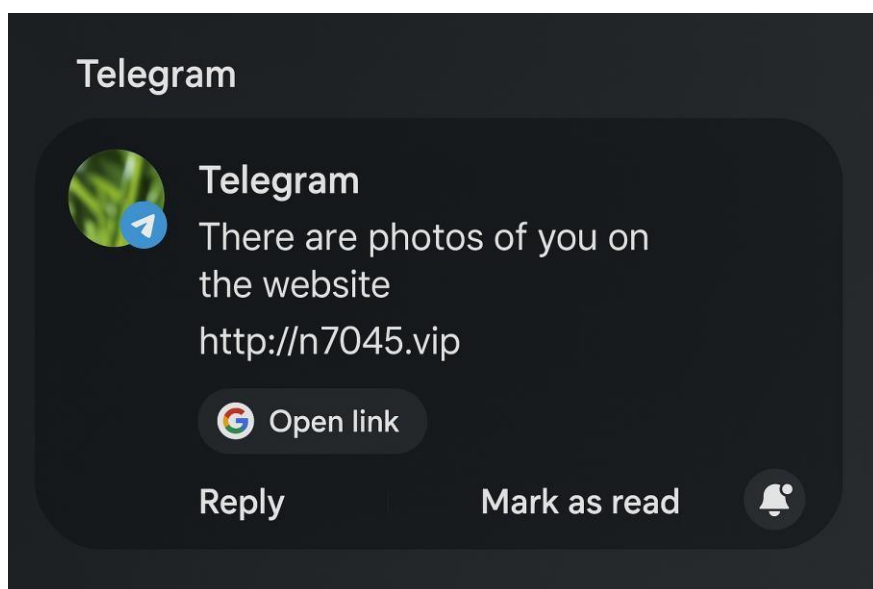 Telegram
Telegram
There are photos of you on
the website
http://n7045.vip
Open link
Reply
Mark as read